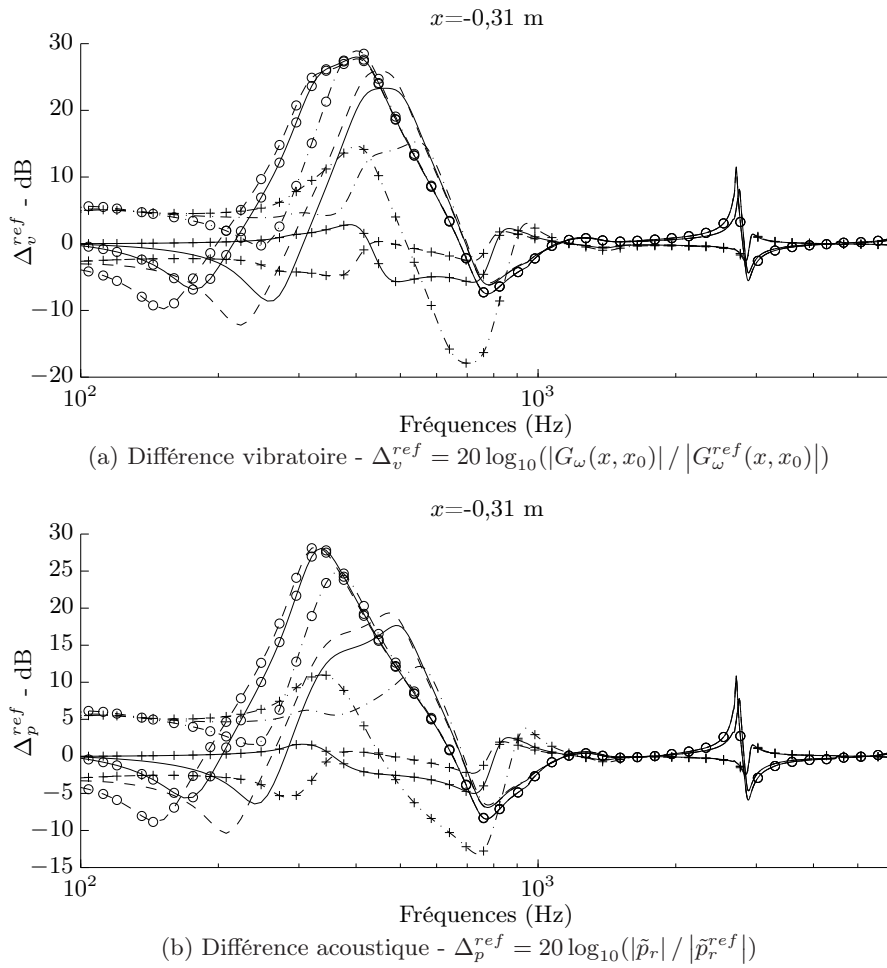 x=-0,31 m
30
20
10
0
−10
−20
Δ_v^{ref} - dB
10^2
10^3
Fréquences (Hz)
(a) Différence vibratoire - Δ_v^{ref} = 20 log_{10}(|G_ω(x, x_0)| / |G_ω^{ref}(x, x_0)|)
x=-0,31 m
30
25
20
15
10
5
0
−5
−10
−15
Δ_p^{ref} - dB
10^2
10^3
Fréquences (Hz)
(b) Différence acoustique - Δ_p^{ref} = 20 log_{10}(|p̃_r| / |p̃_r^{ref}|)